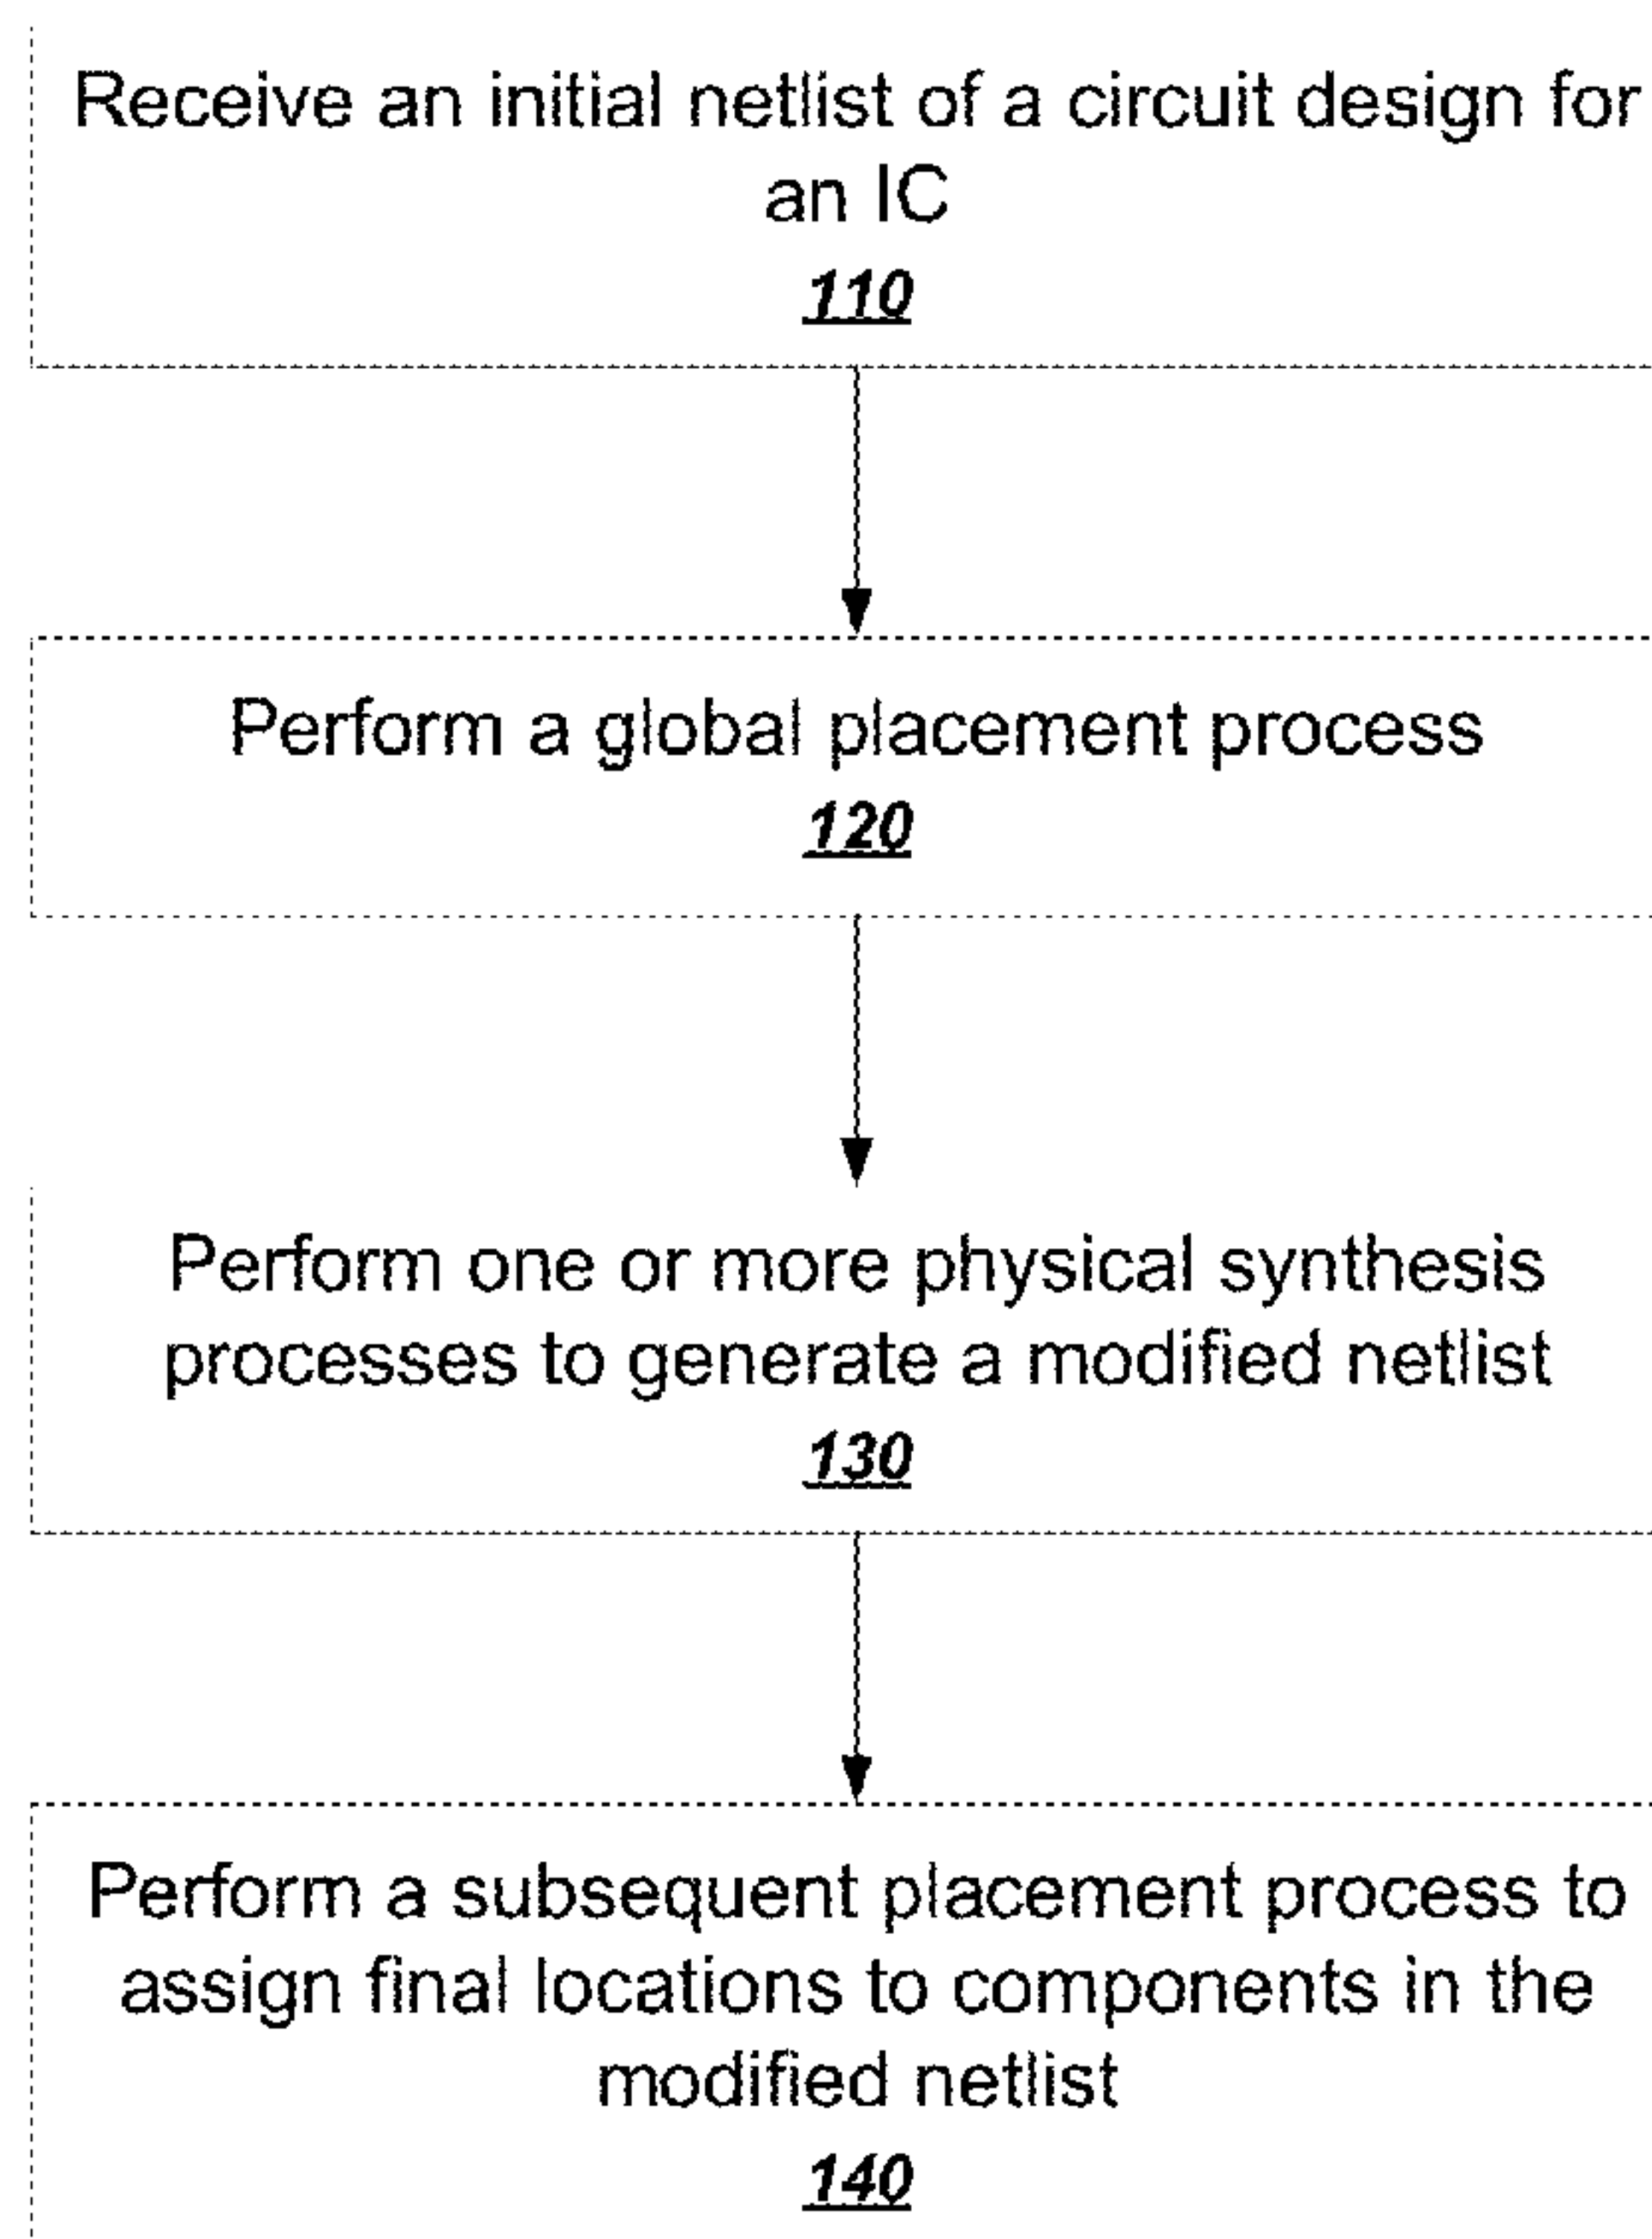 Receive an initial netlist of a circuit design for
an IC
110
Perform a global placement process
120
Perform one or more physical synthesis
processes to generate a modified netlist
130
Perform a subsequent placement process to
assign final locations to components in the
modified netlist
140